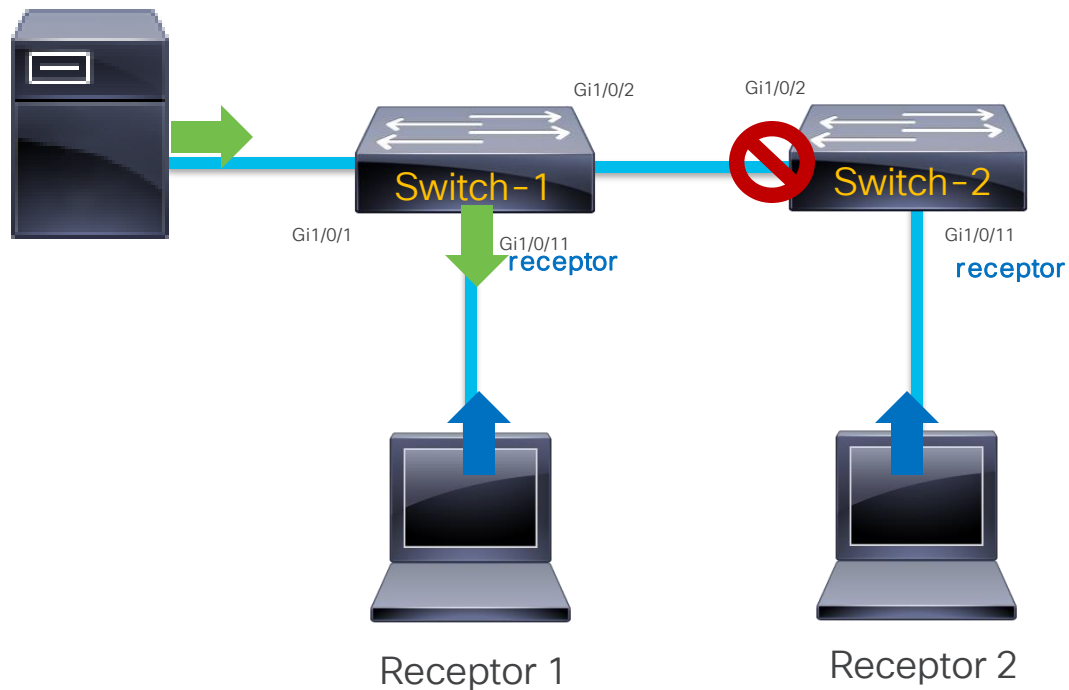 Gi1/0/2
Gi1/0/2
Switch-1
Switch-2
Gi1/0/1
Gi1/0/11
receptor
Gi1/0/11
receptor
Receptor 1
Receptor 2